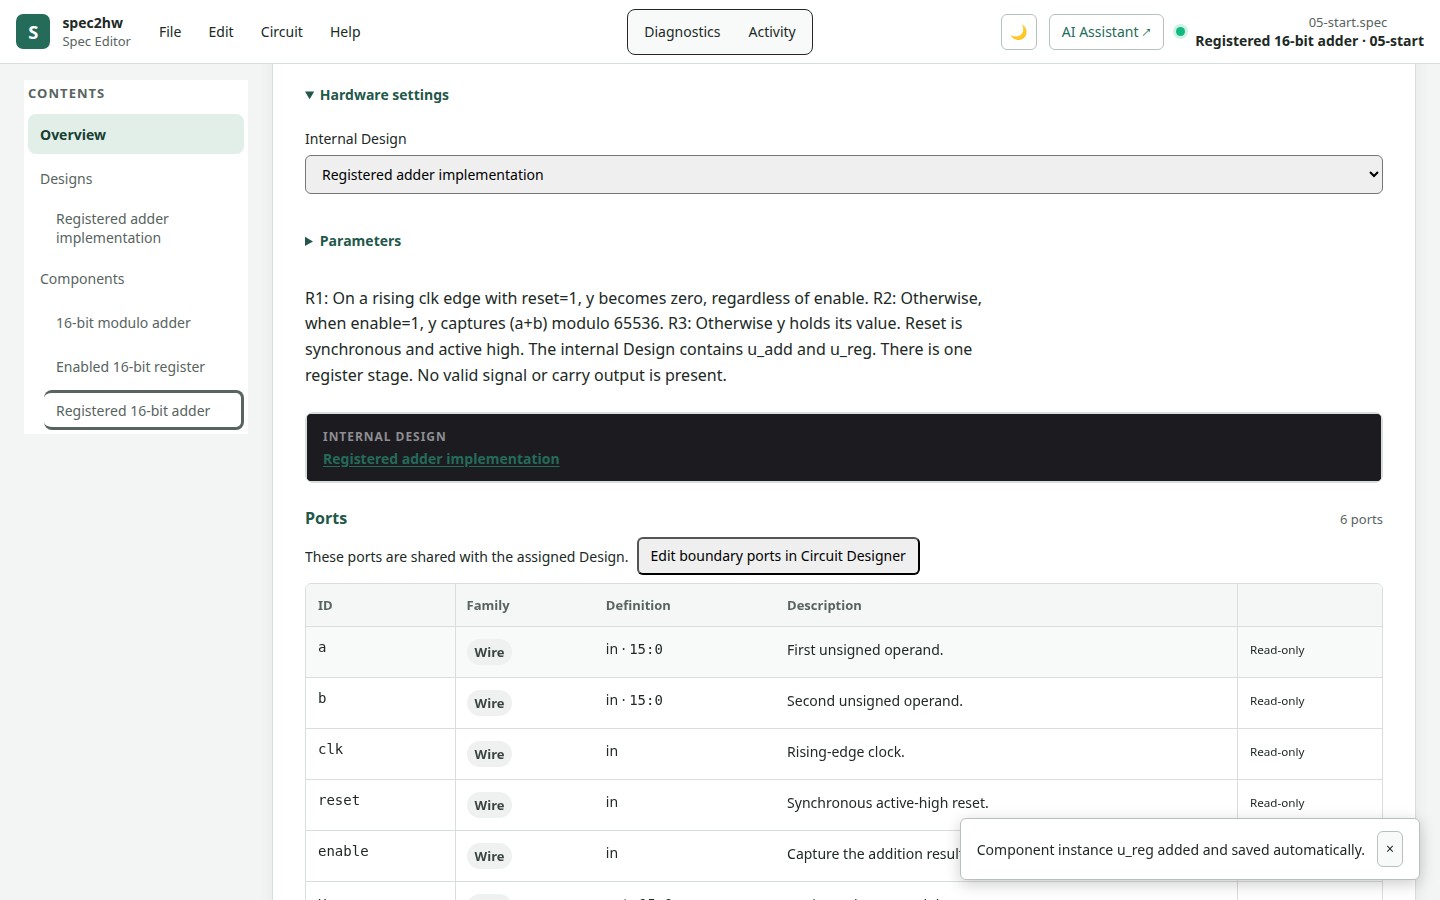 S
spec2hw
Spec Editor
File Edit Circuit Help
Diagnostics Activity
AI Assistant ↗
05-start.spec
Registered 16-bit adder · 05-start
CONTENTS
Overview
Designs
Registered adder
implementation
Components
16-bit modulo adder
Enabled 16-bit register
Registered 16-bit adder
▼ Hardware settings
Internal Design
Registered adder implementation
▶ Parameters
R1: On a rising clk edge with reset=1, y becomes zero, regardless of enable. R2: Otherwise,
when enable=1, y captures (a+b) modulo 65536. R3: Otherwise y holds its value. Reset is
synchronous and active high. The internal Design contains u_add and u_reg. There is one
register stage. No valid signal or carry output is present.
INTERNAL DESIGN
Registered adder implementation
Ports
6 ports
These ports are shared with the assigned Design. Edit boundary ports in Circuit Designer
ID Family Definition Description
a Wire in · 15:0 First unsigned operand. Read-only
b Wire in · 15:0 Second unsigned operand. Read-only
clk Wire in Rising-edge clock. Read-only
reset Wire in Synchronous active-high reset. Read-only
enable Wire in Capture the addition
Component instance u_reg added and saved automatically. ×